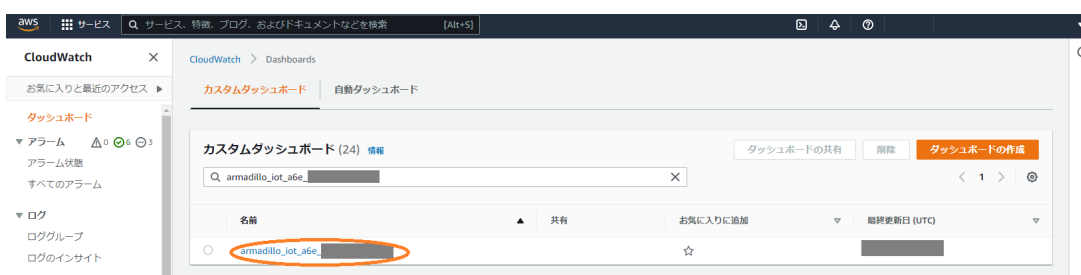 aws サービス サービス、特徴、ブログ、およびドキュメントなどを検索 [Alt+S]
CloudWatch ×
お気に入りと最近のアクセス
ダッシュボード
アラーム 0 6 3
アラーム状態
すべてのアラーム
ログ
ロググループ
ログのインサイト
CloudWatch > Dashboards
カスタムダッシュボード 自動ダッシュボード
カスタムダッシュボード (24) 情報
ダッシュボードの共有 削除 ダッシュボードの作成
armadillo_iot_a6e_ ×
< 1 >
名前 共有 お気に入りに追加 最終更新日 (UTC)
armadillo_iot_a6e_